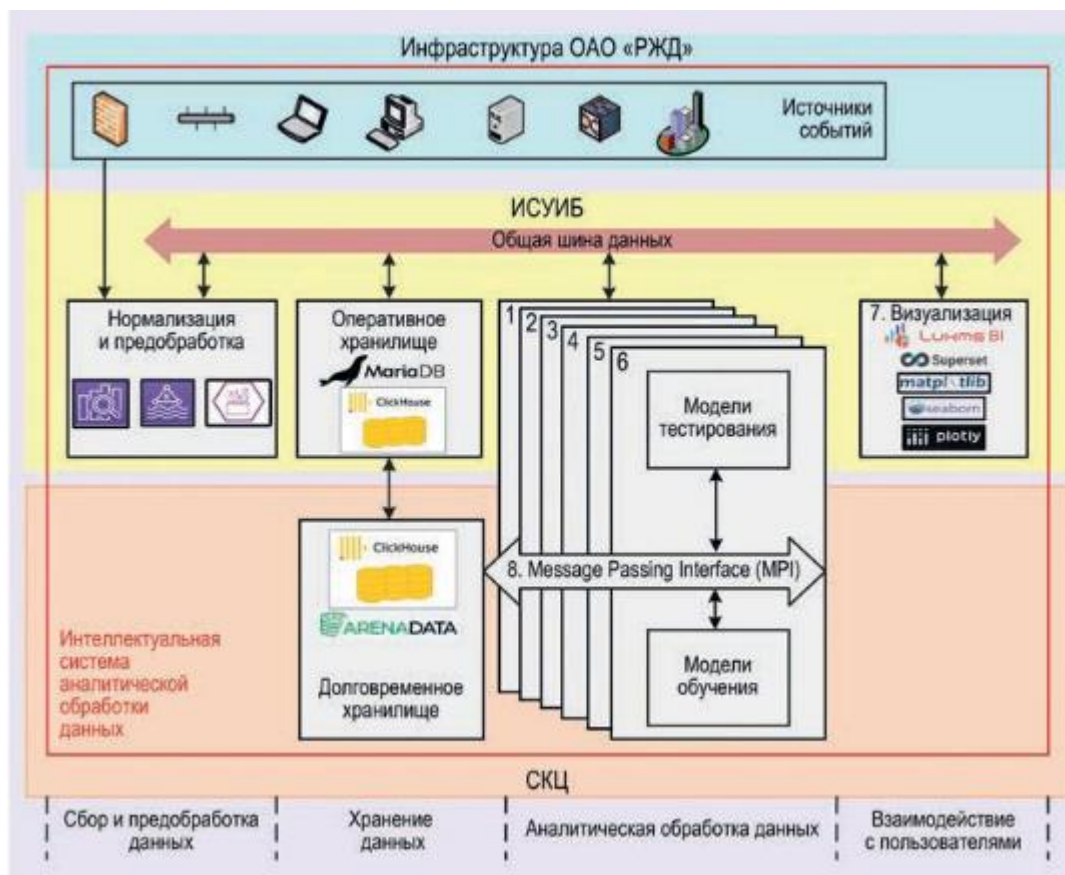 Инфраструктура ОАО «РЖД»
Источники
событий
ИСУИБ
Общая шина данных
Нормализация
и предобработка
Оперативное
хранилище
MariaDB
ClickHouse
1
2
3
4
5
6
Модели
тестирования
7. Визуализация
Luxms BI
Superset
matplotlib
seaborn
plotly
ClickHouse
ARENADATA
Долговременное
хранилище
8. Message Passing Interface (MPI)
Модели
обучения
Интеллектуальная
система
аналитической
обработки
данных
СКЦ
Сбор и предобработка
данных
Хранение
данных
Аналитическая обработка данных
Взаимодействие
с пользователями